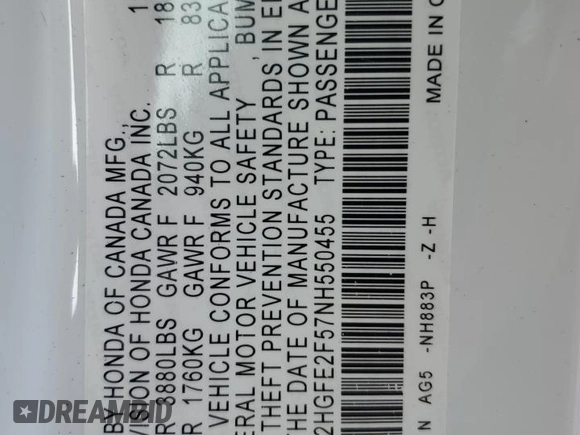 BY HONDA OF CANADA MFG.,
VISION OF HONDA CANADA INC.
3880LBS GAWR F 2072LBS R 18
R 1760KG GAWR F 940KG R 83
VEHICLE CONFORMS TO ALL APPLICA
ERAL MOTOR VEHICLE SAFETY , BUM
THEFT PREVENTION STANDARDS IN E
THE DATE OF MANUFACTURE SHOWN A
2HGFE2F57NH550455 TYPE: PASSENGE
MADE IN C
N AG5 -NH883P -Z -H
DREAMBID